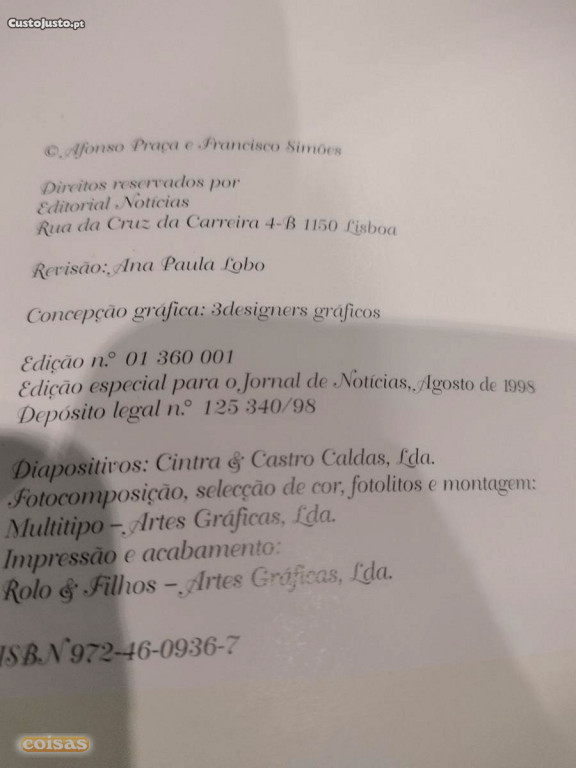 CustoJusto.pt
© Afonso Praça e Francisco Simões
Direitos reservados por
Editorial Notícias
Rua da Cruz da Carreira 4-B 1150 Lisboa
Revisão: Ana Paula Lobo
Concepção gráfica: 3designers gráficos
Edição n.º 01 360 001
Edição especial para o Jornal de Notícias, Agosto de 1998
Depósito legal n.º 125 340/98
Diapositivos: Cintra & Castro Caldas, Lda.
Fotocomposição, selecção de cor, fotolitos e montagem:
Multitipo – Artes Gráficas, Lda.
Impressão e acabamento:
Rolo & Filhos – Artes Gráficas, Lda.
ISBN 972-46-0936-7
coisas